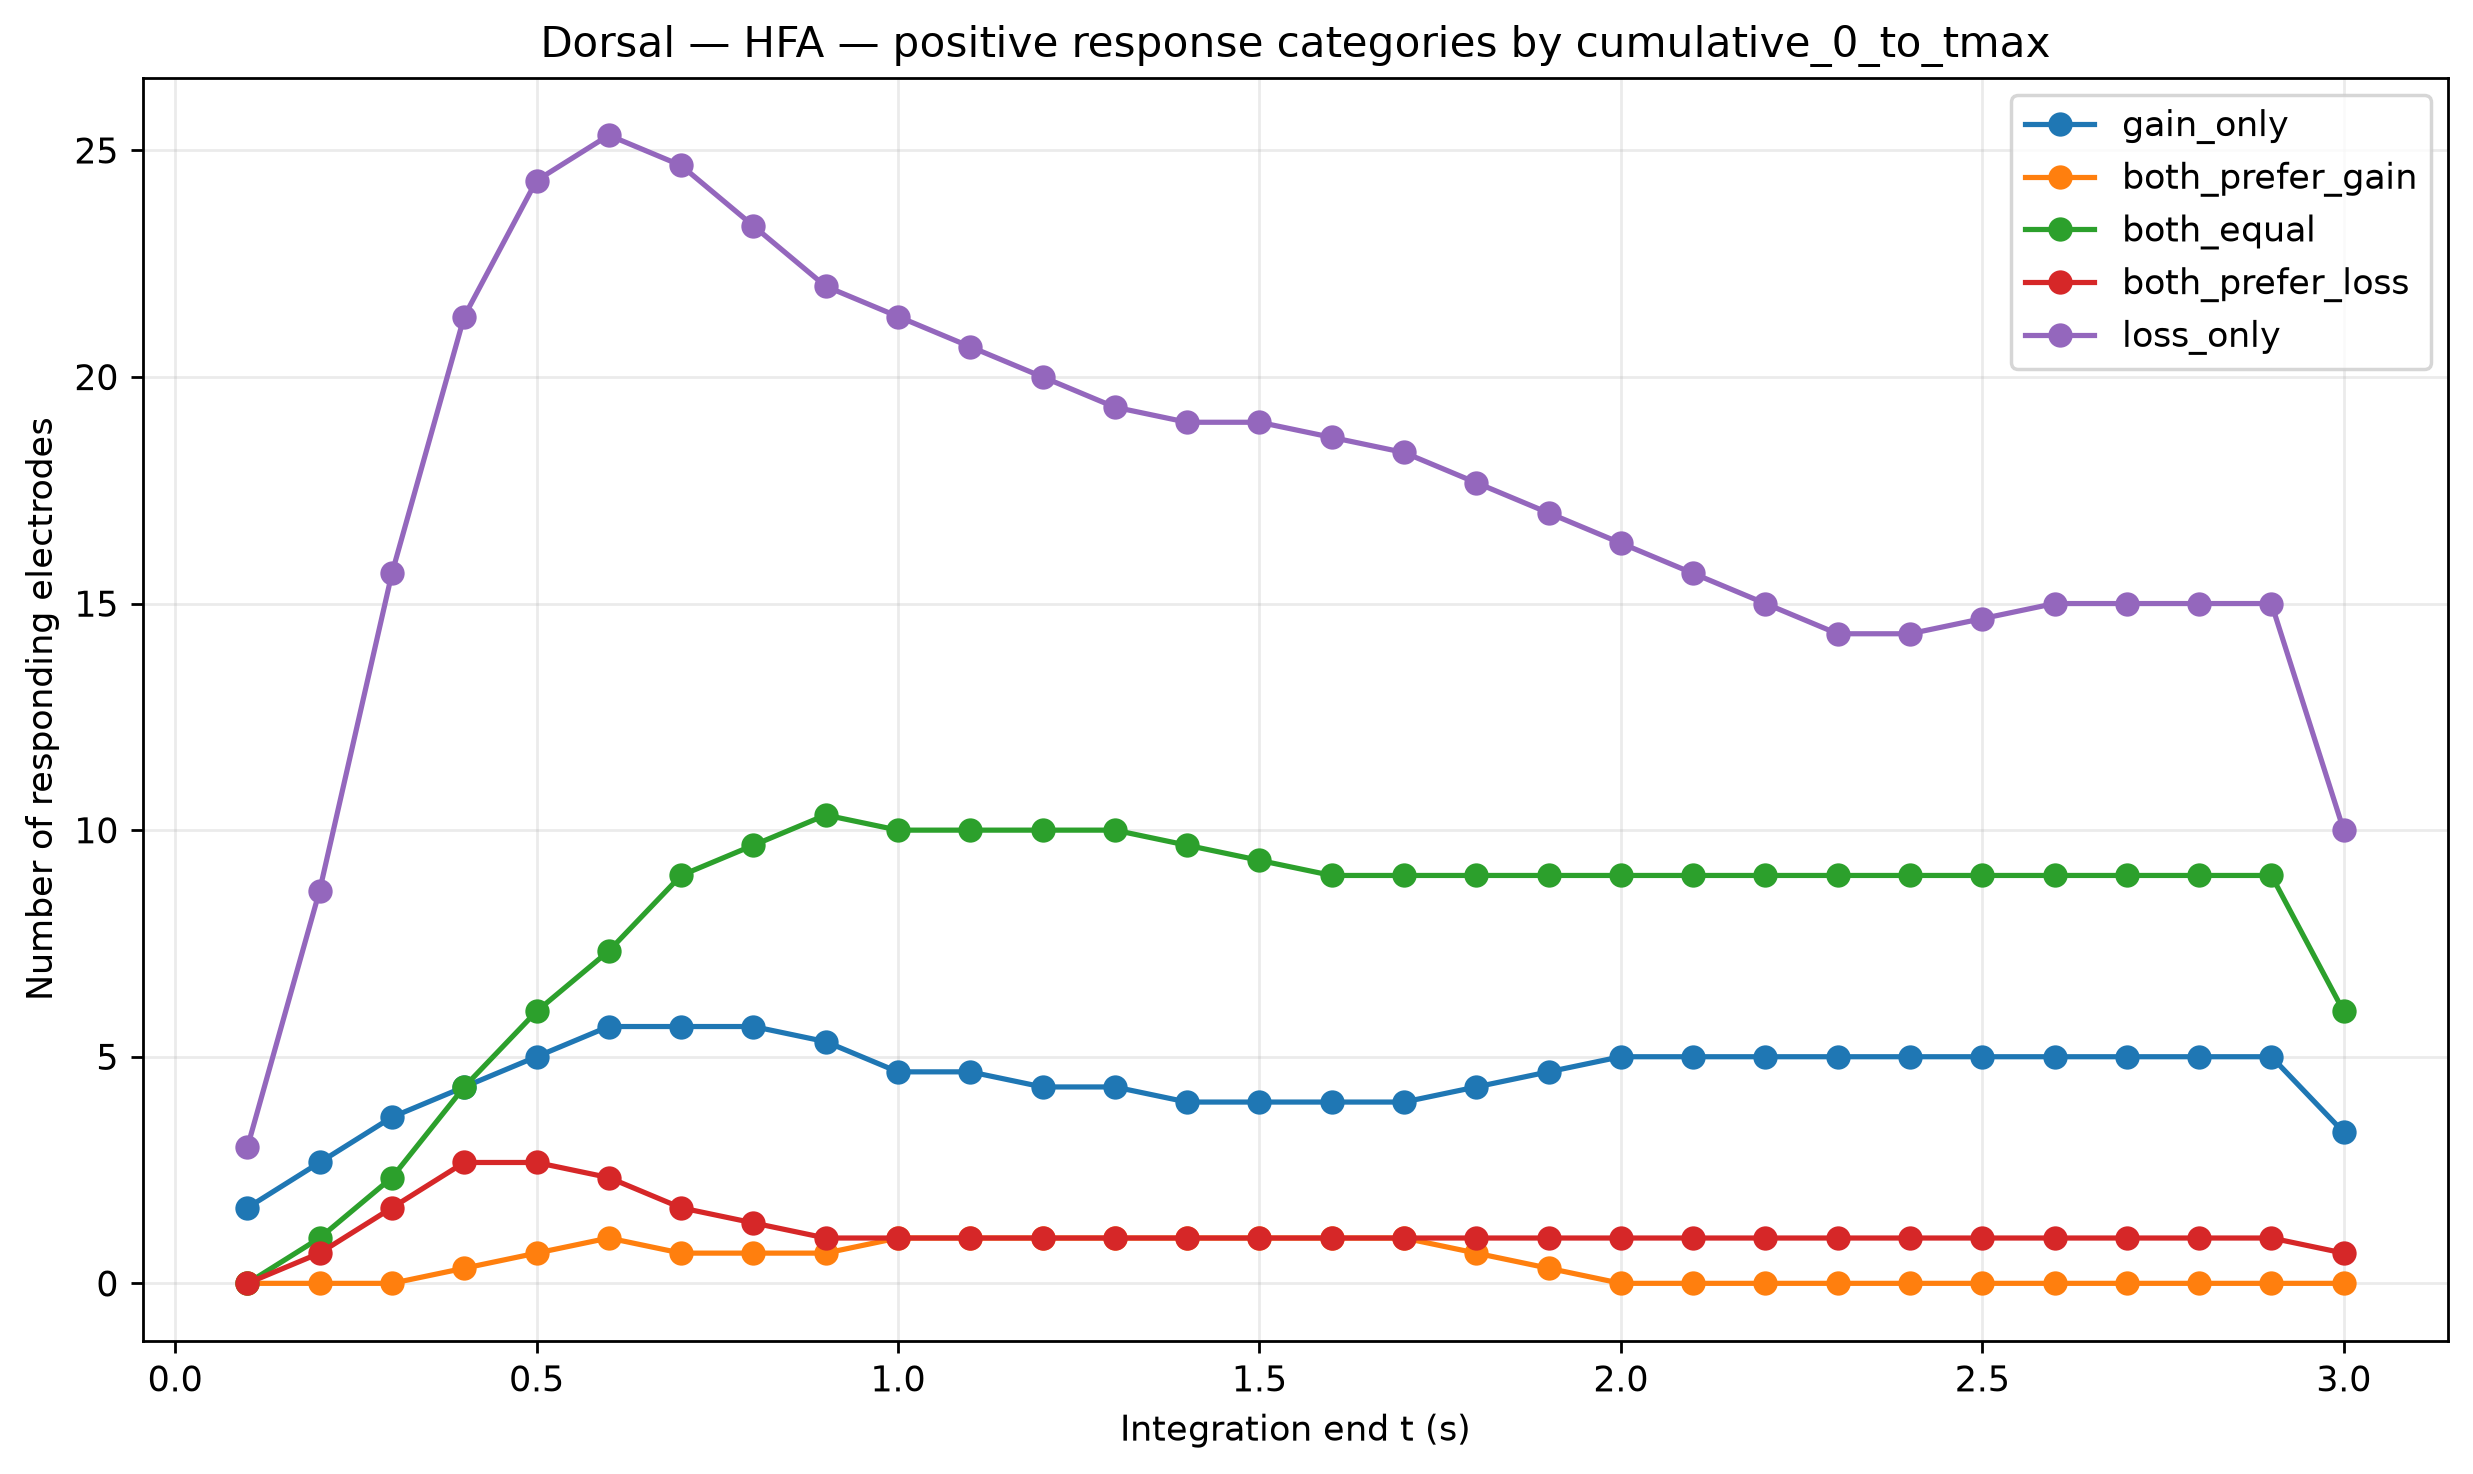 Dorsal — HFA — positive response categories by cumulative_0_to_tmax
gain_only
both_prefer_gain
both_equal
both_prefer_loss
loss_only
Number of responding electrodes
25
20
15
10
5
0
0.0 0.5 1.0 1.5 2.0 2.5 3.0
Integration end t (s)